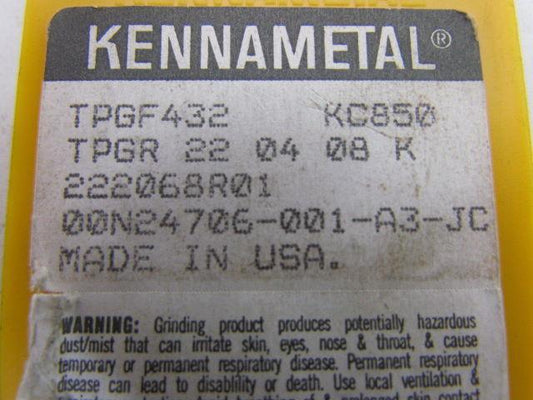 KENNAMETAL®
TPGF432 KC850
TPGR 22 04 08 K
222068R01
00N24706-001-A3-JC
MADE IN USA.
WARNING: Grinding product produces potentially hazardous
dust/mist that can irritate skin, eyes, nose & throat, & cause
temporary or permanent respiratory disease. Permanent respiratory
disease can lead to disability or death. Use local ventilation &